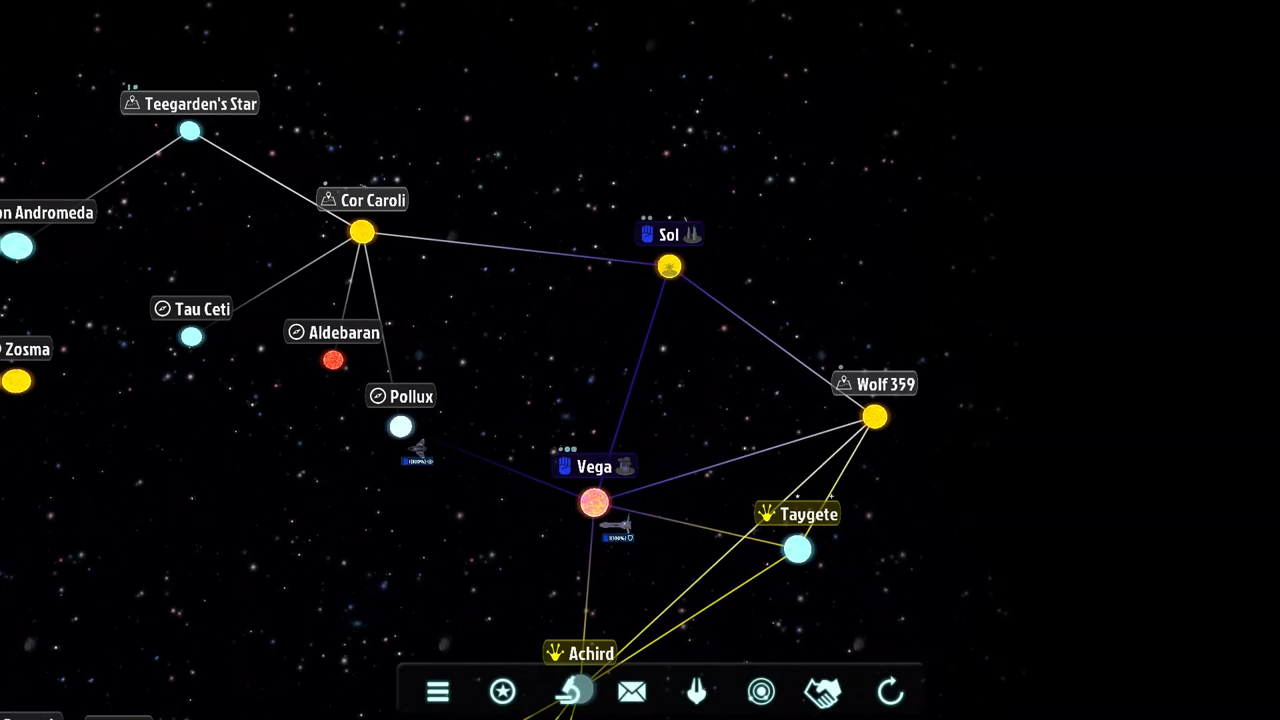 Teegarden's Star
Cor Caroli
on Andromeda
Sol
Tau Ceti
Aldebaran
Zosma
Wolf 359
Pollux
Vega
Taygete
Achird